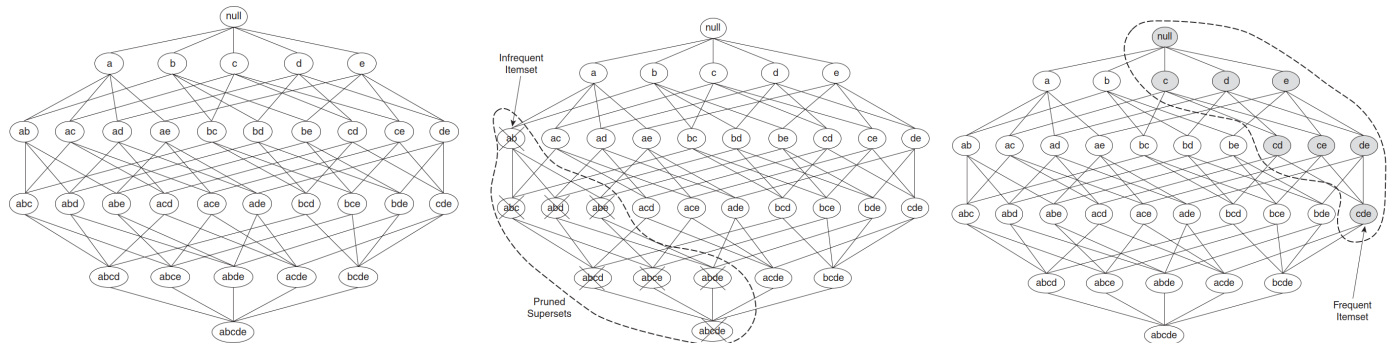 null
a b c d e
ab ac ad ae bc bd be cd ce de
abc abd abe acd ace ade bcd bce bde cde
abcd abce abde acde bcde
abcde
null
Infrequent
Itemset
a b c d e
ab ac ad ae bc bd be cd ce de
abc abd abe acd ace ade bcd bce bde cde
abcd abce abde acde bcde
Pruned
Supersets
abcde
null
a b c d e
ab ac ad ae bc bd be cd ce de
abc abd abe acd ace ade bcd bce bde cde
abcd abce abde acde bcde
Frequent
Itemset
abcde